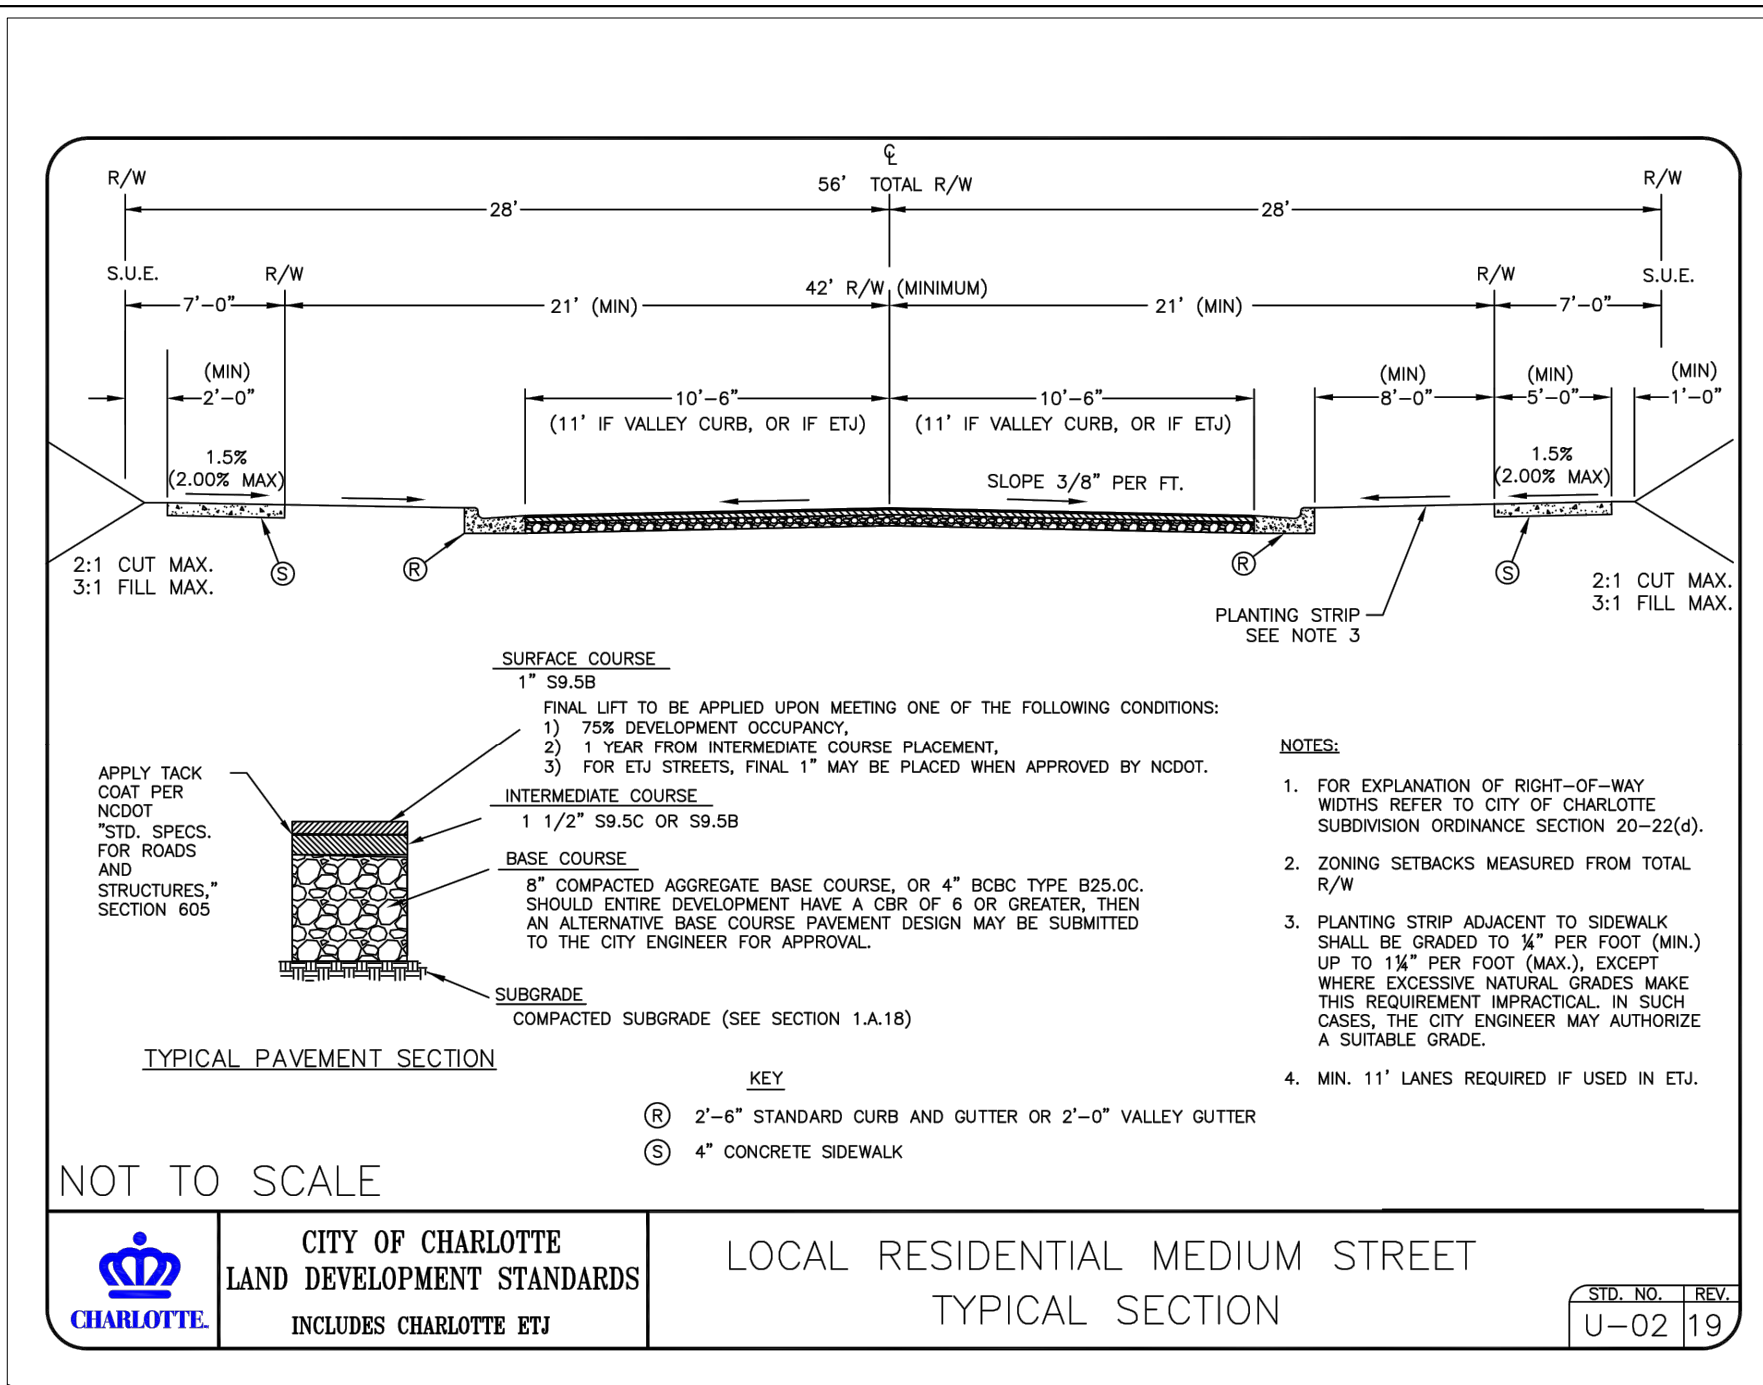 ℄
R/W
56' TOTAL R/W
R/W
28'
28'
S.U.E.
R/W
42' R/W (MINIMUM)
R/W
S.U.E.
7'-0"
21' (MIN)
21' (MIN)
7'-0"
(MIN)
2'-0"
10'-6"
(11' IF VALLEY CURB, OR IF ETJ)
10'-6"
(11' IF VALLEY CURB, OR IF ETJ)
(MIN)
8'-0"
(MIN)
5'-0"
(MIN)
1'-0"
1.5%
(2.00% MAX)
SLOPE 3/8" PER FT.
1.5%
(2.00% MAX)
2:1 CUT MAX.
3:1 FILL MAX.
S
R
R
S
2:1 CUT MAX.
3:1 FILL MAX.
PLANTING STRIP
SEE NOTE 3
SURFACE COURSE
1" S9.5B
FINAL LIFT TO BE APPLIED UPON MEETING ONE OF THE FOLLOWING CONDITIONS:
1) 75% DEVELOPMENT OCCUPANCY,
2) 1 YEAR FROM INTERMEDIATE COURSE PLACEMENT,
3) FOR ETJ STREETS, FINAL 1" MAY BE PLACED WHEN APPROVED BY NCDOT.
APPLY TACK
COAT PER
NCDOT
"STD. SPECS.
FOR ROADS
AND
STRUCTURES,"
SECTION 605
INTERMEDIATE COURSE
1 1/2" S9.5C OR S9.5B
BASE COURSE
8" COMPACTED AGGREGATE BASE COURSE, OR 4" BCBC TYPE B25.0C.
SHOULD ENTIRE DEVELOPMENT HAVE A CBR OF 6 OR GREATER, THEN
AN ALTERNATIVE BASE COURSE PAVEMENT DESIGN MAY BE SUBMITTED
TO THE CITY ENGINEER FOR APPROVAL.
SUBGRADE
COMPACTED SUBGRADE (SEE SECTION 1.A.18)
TYPICAL PAVEMENT SECTION
NOTES:
1. FOR EXPLANATION OF RIGHT-OF-WAY
WIDTHS REFER TO CITY OF CHARLOTTE
SUBDIVISION ORDINANCE SECTION 20-22(d).
2. ZONING SETBACKS MEASURED FROM TOTAL
R/W
3. PLANTING STRIP ADJACENT TO SIDEWALK
SHALL BE GRADED TO ¼" PER FOOT (MIN.)
UP TO 1¼" PER FOOT (MAX.), EXCEPT
WHERE EXCESSIVE NATURAL GRADES MAKE
THIS REQUIREMENT IMPRACTICAL. IN SUCH
CASES, THE CITY ENGINEER MAY AUTHORIZE
A SUITABLE GRADE.
4. MIN. 11' LANES REQUIRED IF USED IN ETJ.
KEY
R 2'-6" STANDARD CURB AND GUTTER OR 2'-0" VALLEY GUTTER
S 4" CONCRETE SIDEWALK
NOT TO SCALE
CHARLOTTE.
CITY OF CHARLOTTE
LAND DEVELOPMENT STANDARDS
INCLUDES CHARLOTTE ETJ
LOCAL RESIDENTIAL MEDIUM STREET
TYPICAL SECTION
STD. NO. REV.
U-02 19